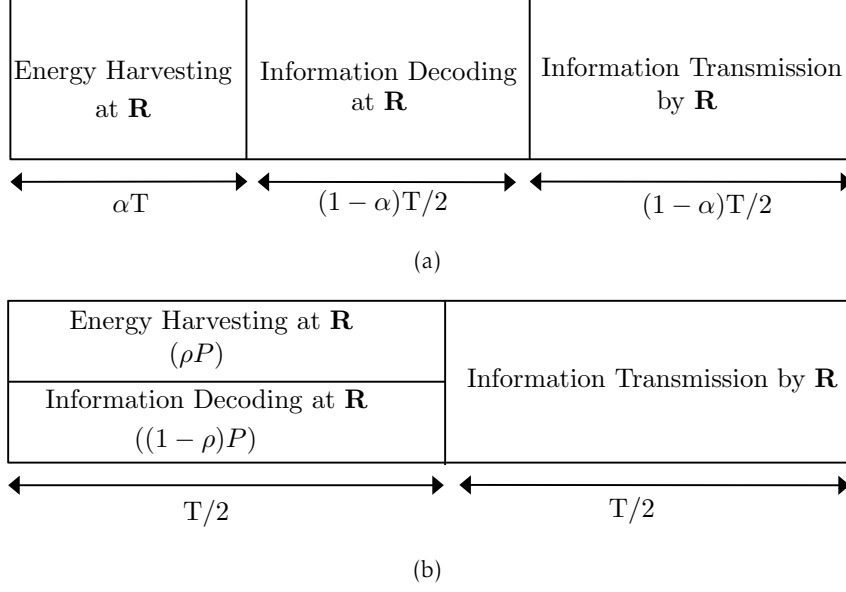 Energy Harvesting
at R
Information Decoding
at R
Information Transmission
by R
αT
(1 − α)T/2
(1 − α)T/2
(a)
Energy Harvesting at R
(ρP)
Information Decoding at R
((1 − ρ)P)
Information Transmission by R
T/2
T/2
(b)